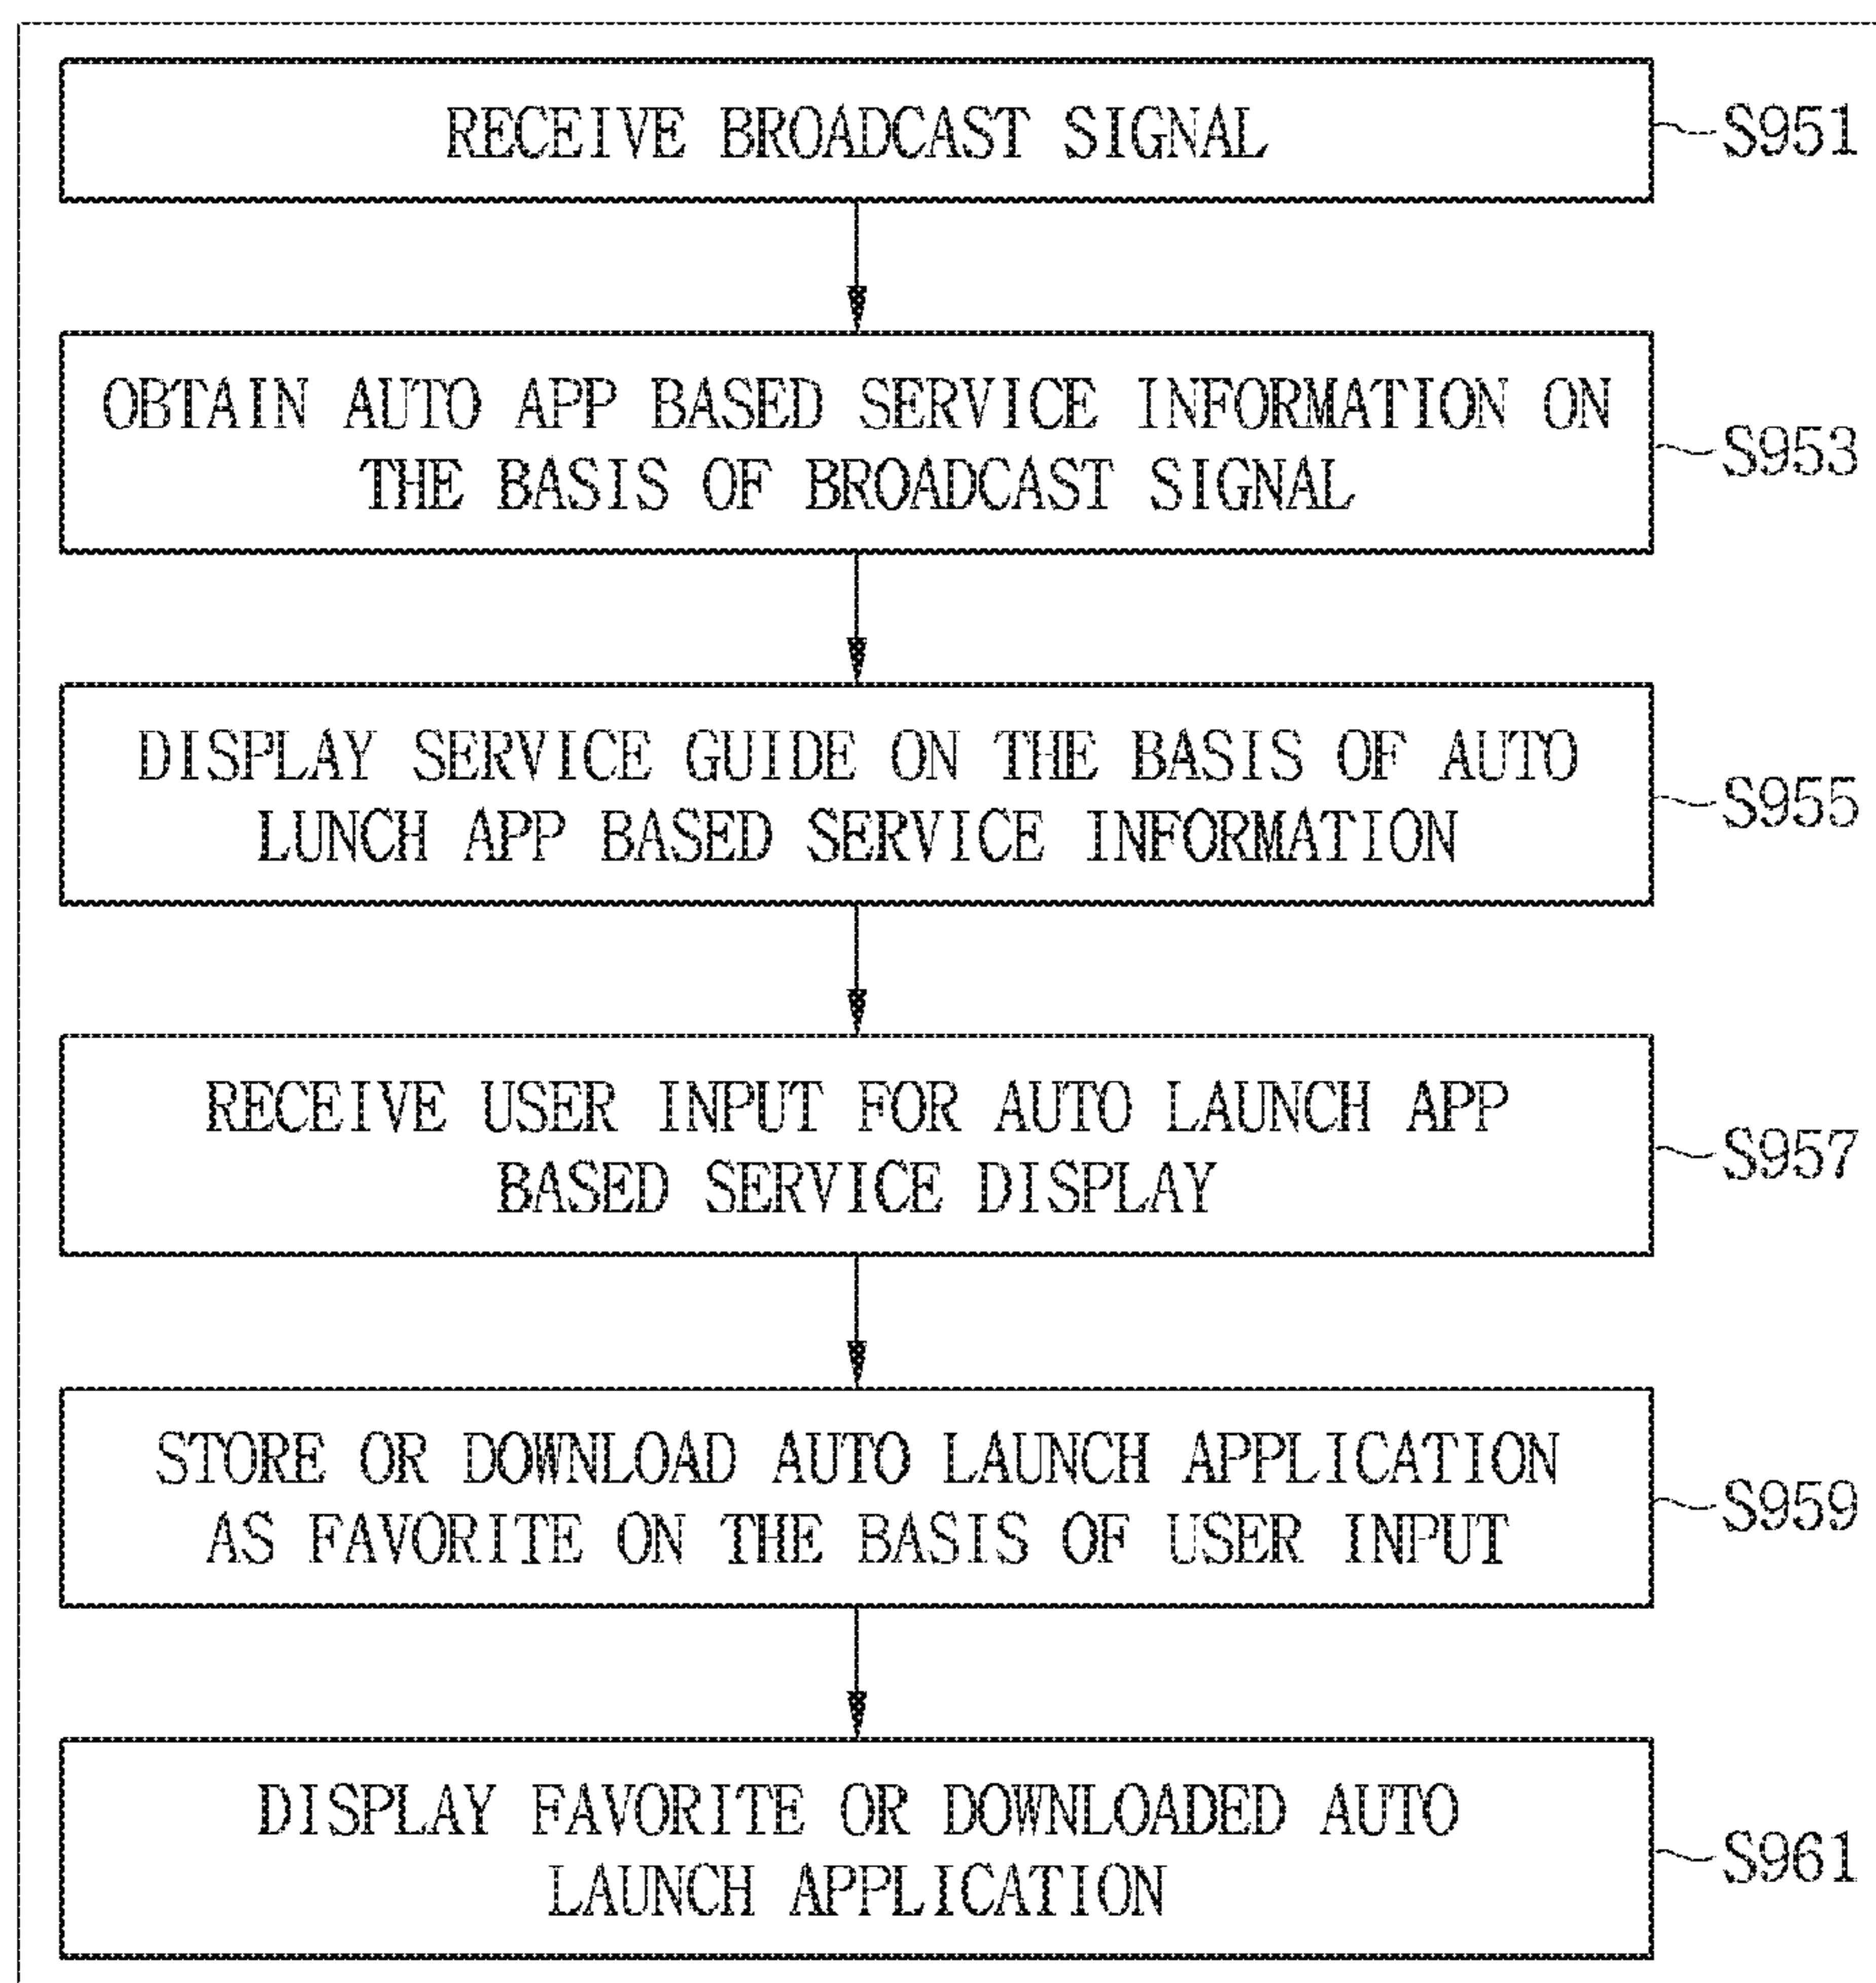 RECEIVE BROADCAST SIGNAL
S951
OBTAIN AUTO APP BASED SERVICE INFORMATION ON
THE BASIS OF BROADCAST SIGNAL
S953
DISPLAY SERVICE GUIDE ON THE BASIS OF AUTO
LUNCH APP BASED SERVICE INFORMATION
S955
RECEIVE USER INPUT FOR AUTO LAUNCH APP
BASED SERVICE DISPLAY
S957
STORE OR DOWNLOAD AUTO LAUNCH APPLICATION
AS FAVORITE ON THE BASIS OF USER INPUT
S959
DISPLAY FAVORITE OR DOWNLOADED AUTO
LAUNCH APPLICATION
S961